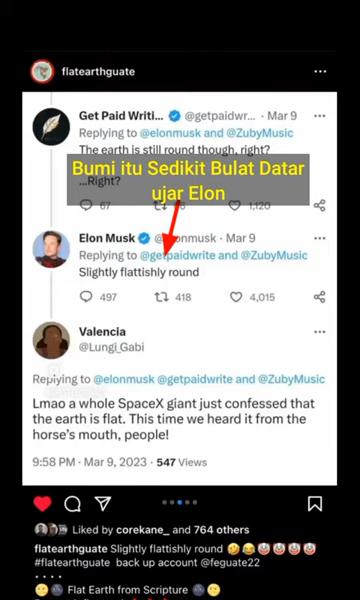 flatearthguate
Get Paid Writi... @getpaidwr... · Mar 9
Replying to @elonmusk and @ZubyMusic
The earth is still round though, right?
Bumi itu Sedikit Bulat Datar
ujar Elon
...Right?
67 1,120
Elon Musk @elonmusk · Mar 9
Replying to @getpaidwrite and @ZubyMusic
Slightly flattishly round
497 418 4,015
Valencia
@Lungi_Gabi
Replying to @elonmusk @getpaidwrite and @ZubyMusic
Lmao a whole SpaceX giant just confessed that
the earth is flat. This time we heard it from the
horse's mouth, people!
9:58 PM · Mar 9, 2023 · 547 Views
Liked by corekane_ and 764 others
flatearthguate Slightly flattishly round 🤣😂🤡🤡🤡🤡
#flatearthguate back up account @feguate22
• • • •
🌕🌚 Flat Earth from Scripture 🌚🌕